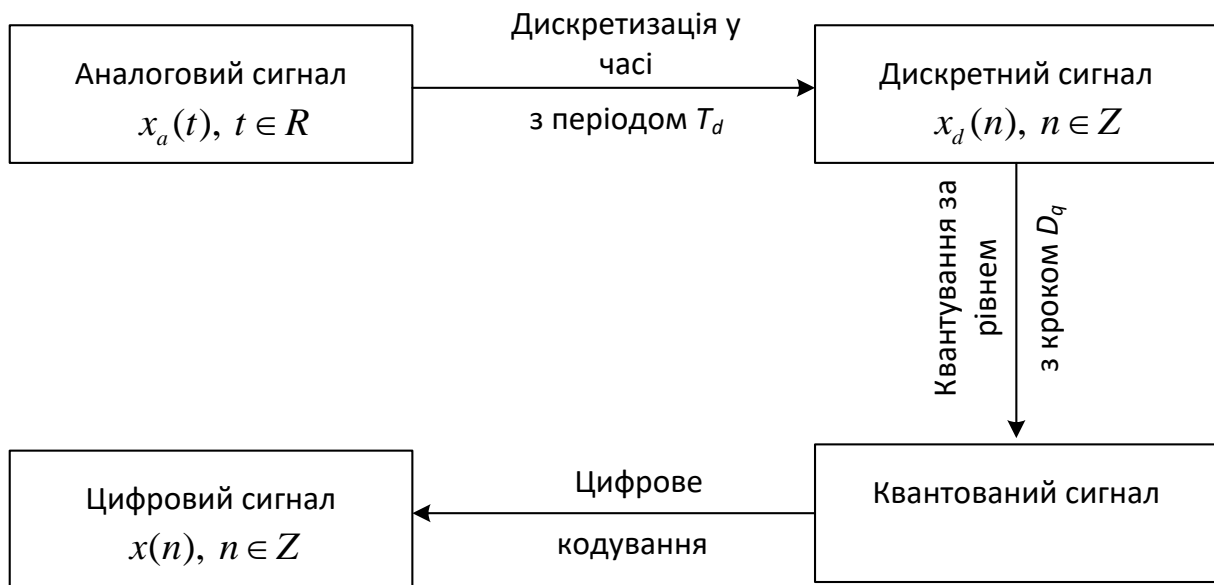 Аналоговий сигнал
x_a(t), t ∈ R
Дискретизація у
часі
з періодом T_d
Дискретний сигнал
x_d(n), n ∈ Z
Квантування за
рівнем
з кроком D_q
Квантований сигнал
Цифрове
кодування
Цифровий сигнал
x(n), n ∈ Z